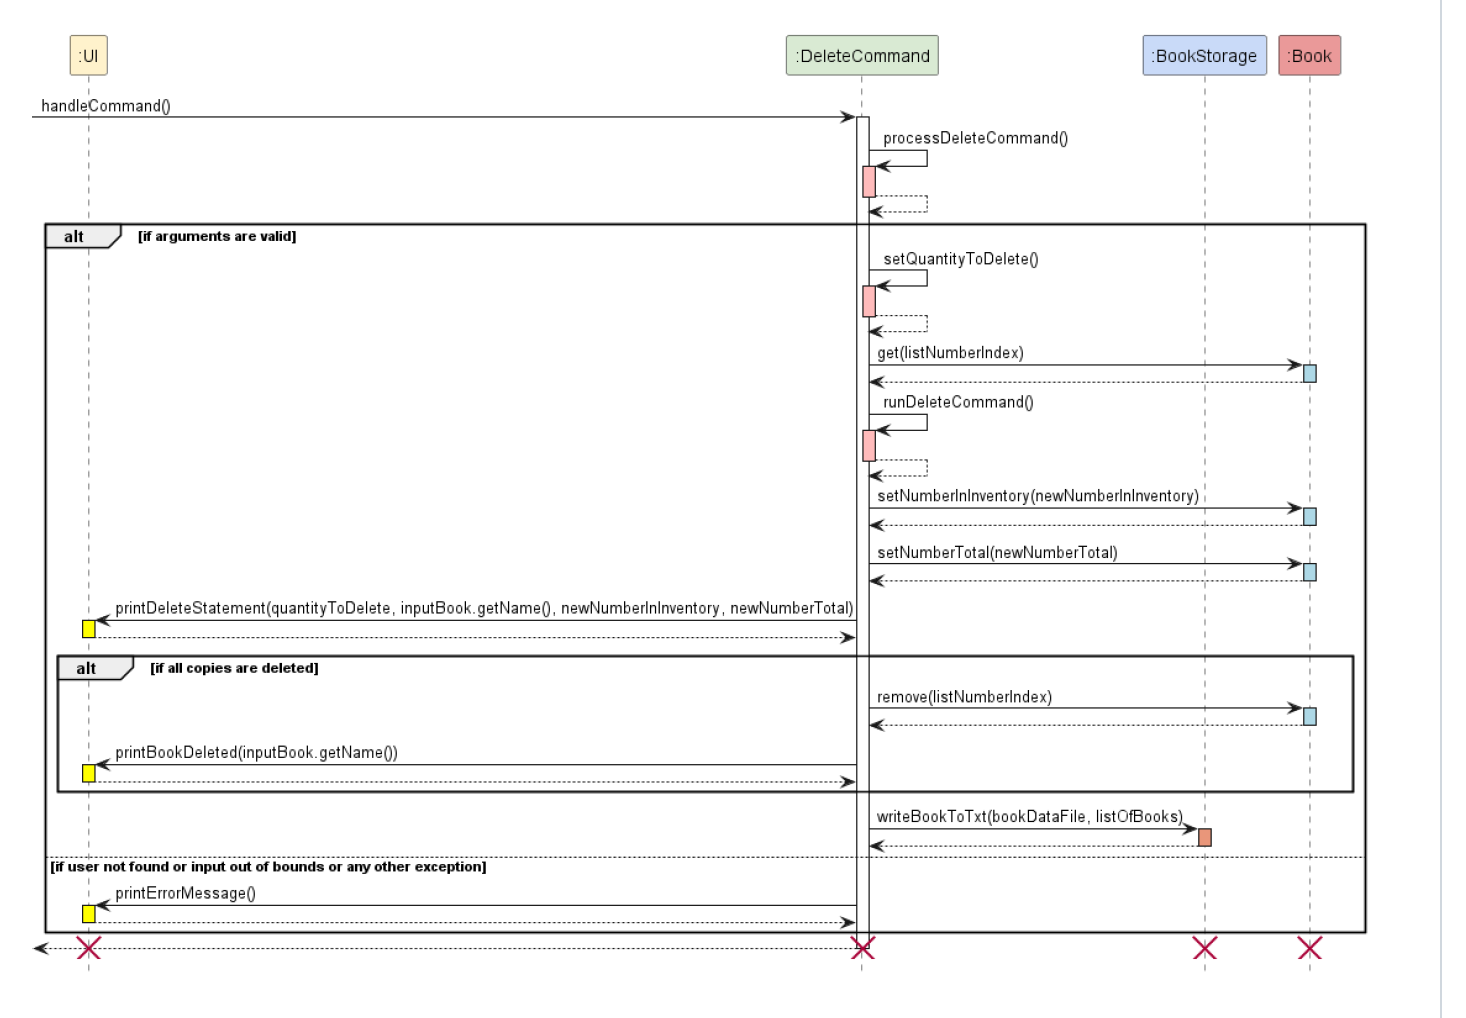 :UI
:DeleteCommand
:BookStorage
:Book
handleCommand()
processDeleteCommand()
alt
[if arguments are valid]
setQuantityToDelete()
get(listNumberIndex)
runDeleteCommand()
setNumberInInventory(newNumberInInventory)
setNumberTotal(newNumberTotal)
printDeleteStatement(quantityToDelete, inputBook.getName(), newNumberInInventory, newNumberTotal)
alt
[if all copies are deleted]
remove(listNumberIndex)
printBookDeleted(inputBook.getName())
writeBookToTxt(bookDataFile, listOfBooks)
[if user not found or input out of bounds or any other exception]
printErrorMessage()